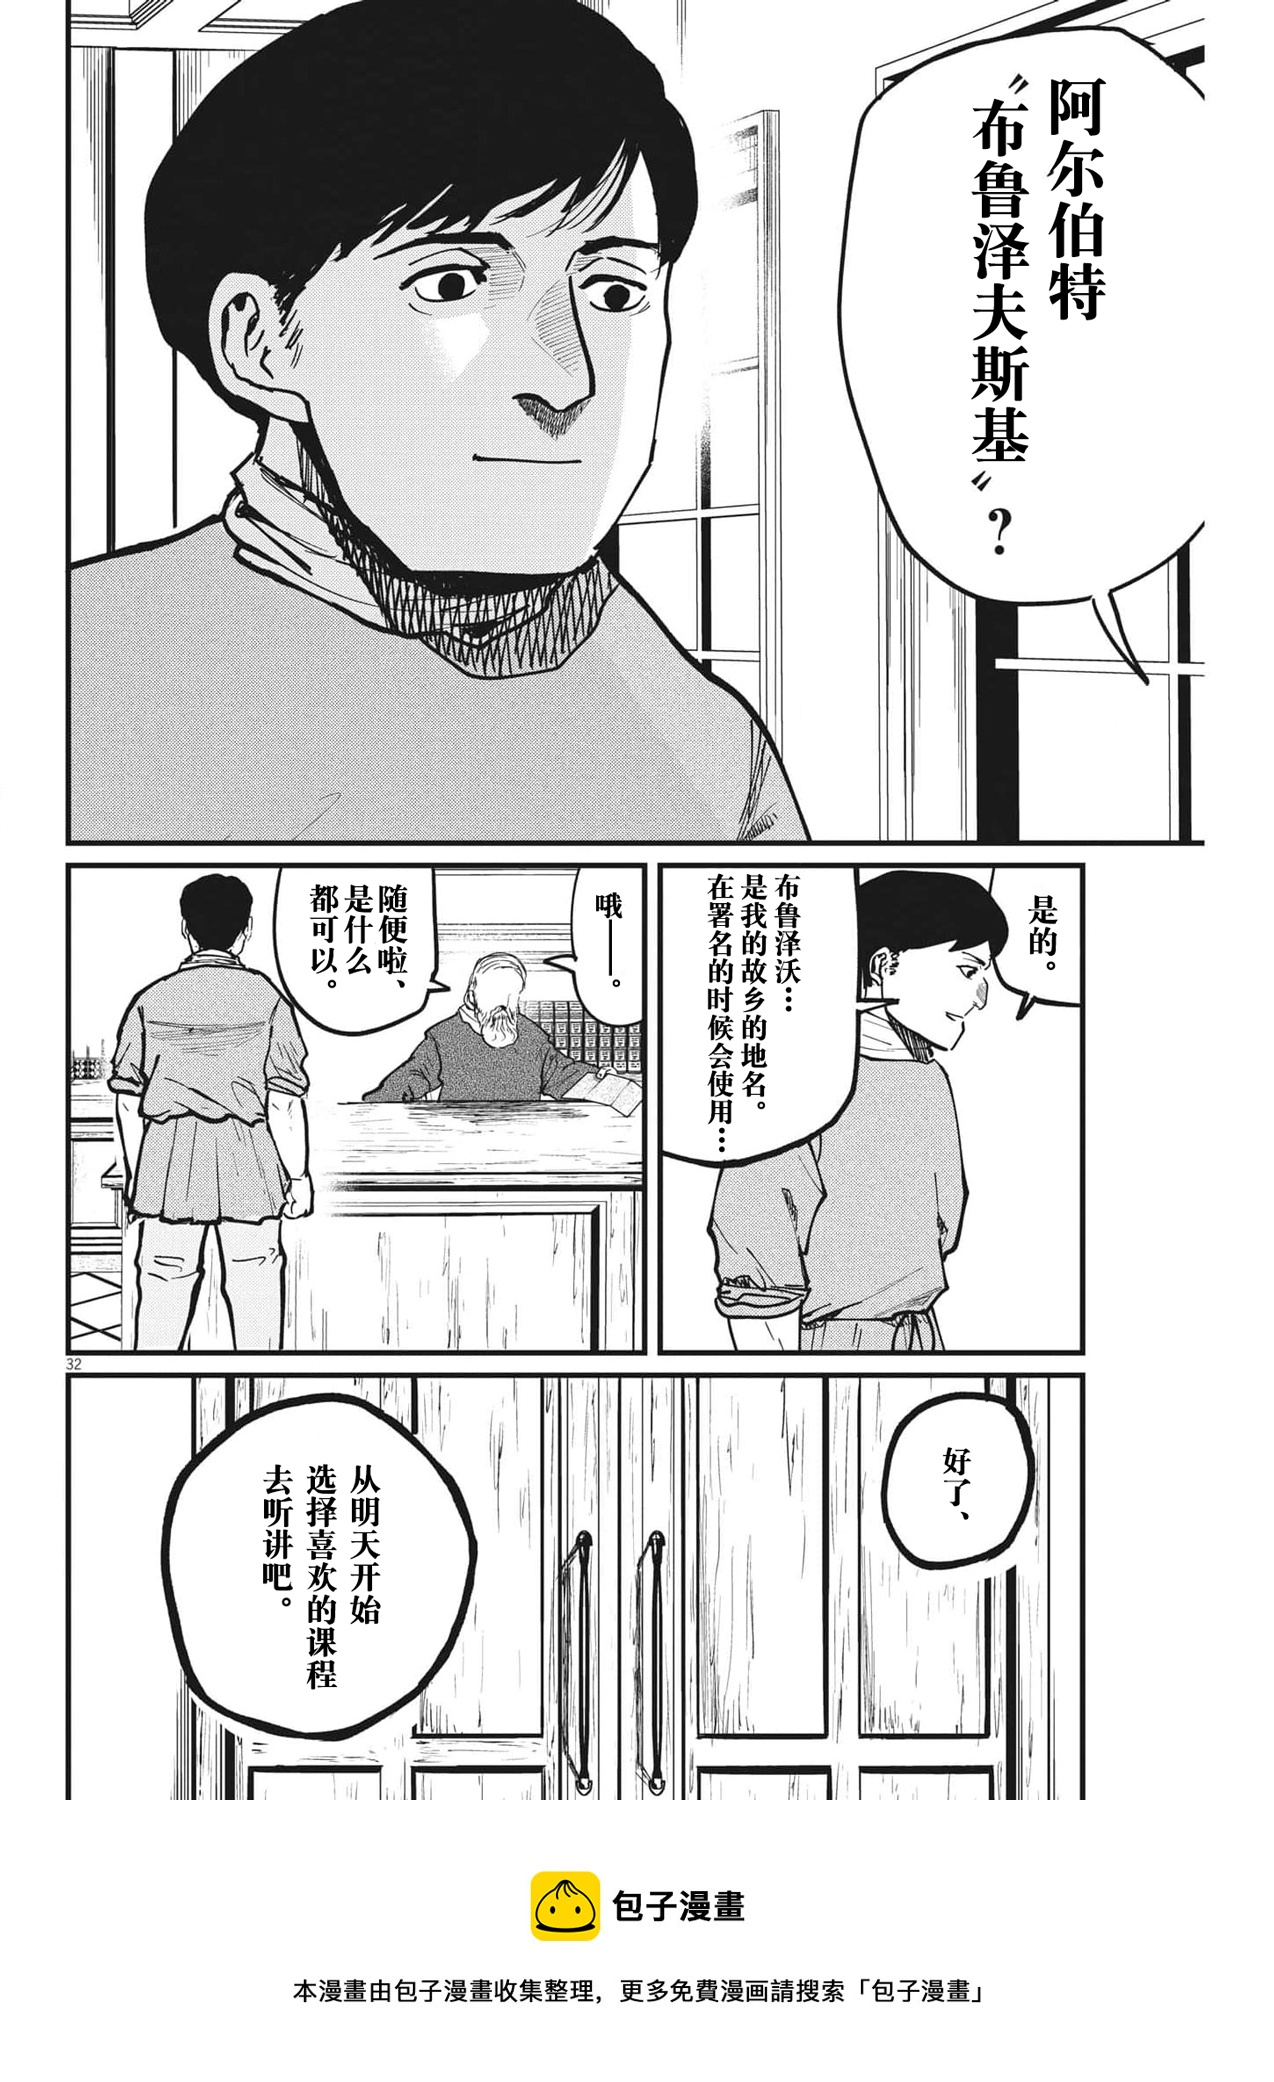 阿尔伯特
“布鲁泽夫斯基”？
是的。
布鲁泽沃…
是我的故乡的地名。
在署名的时候会使用…
哦——。
随便啦、
是什么
都可以。
32
好了、
从明天开始
选择喜欢的课程
去听讲吧。
包子漫畫
本漫畫由包子漫畫收集整理，更多免費漫画請搜索「包子漫畫」